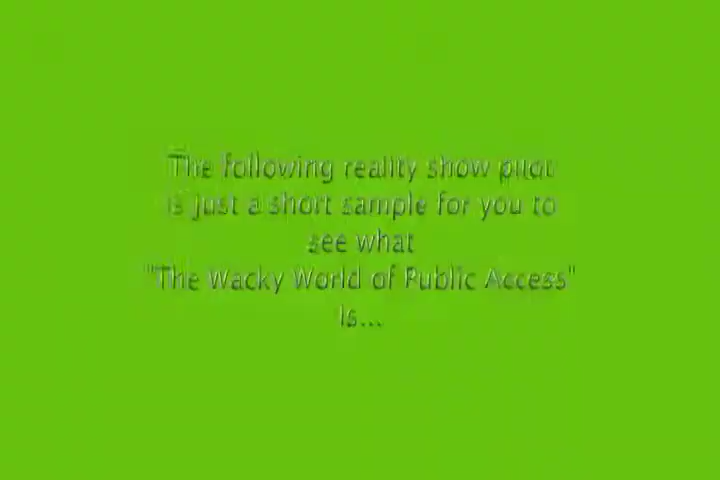 The following reality show pilot
is just a short sample for you to
see what
"The Wacky World of Public Access"
is...